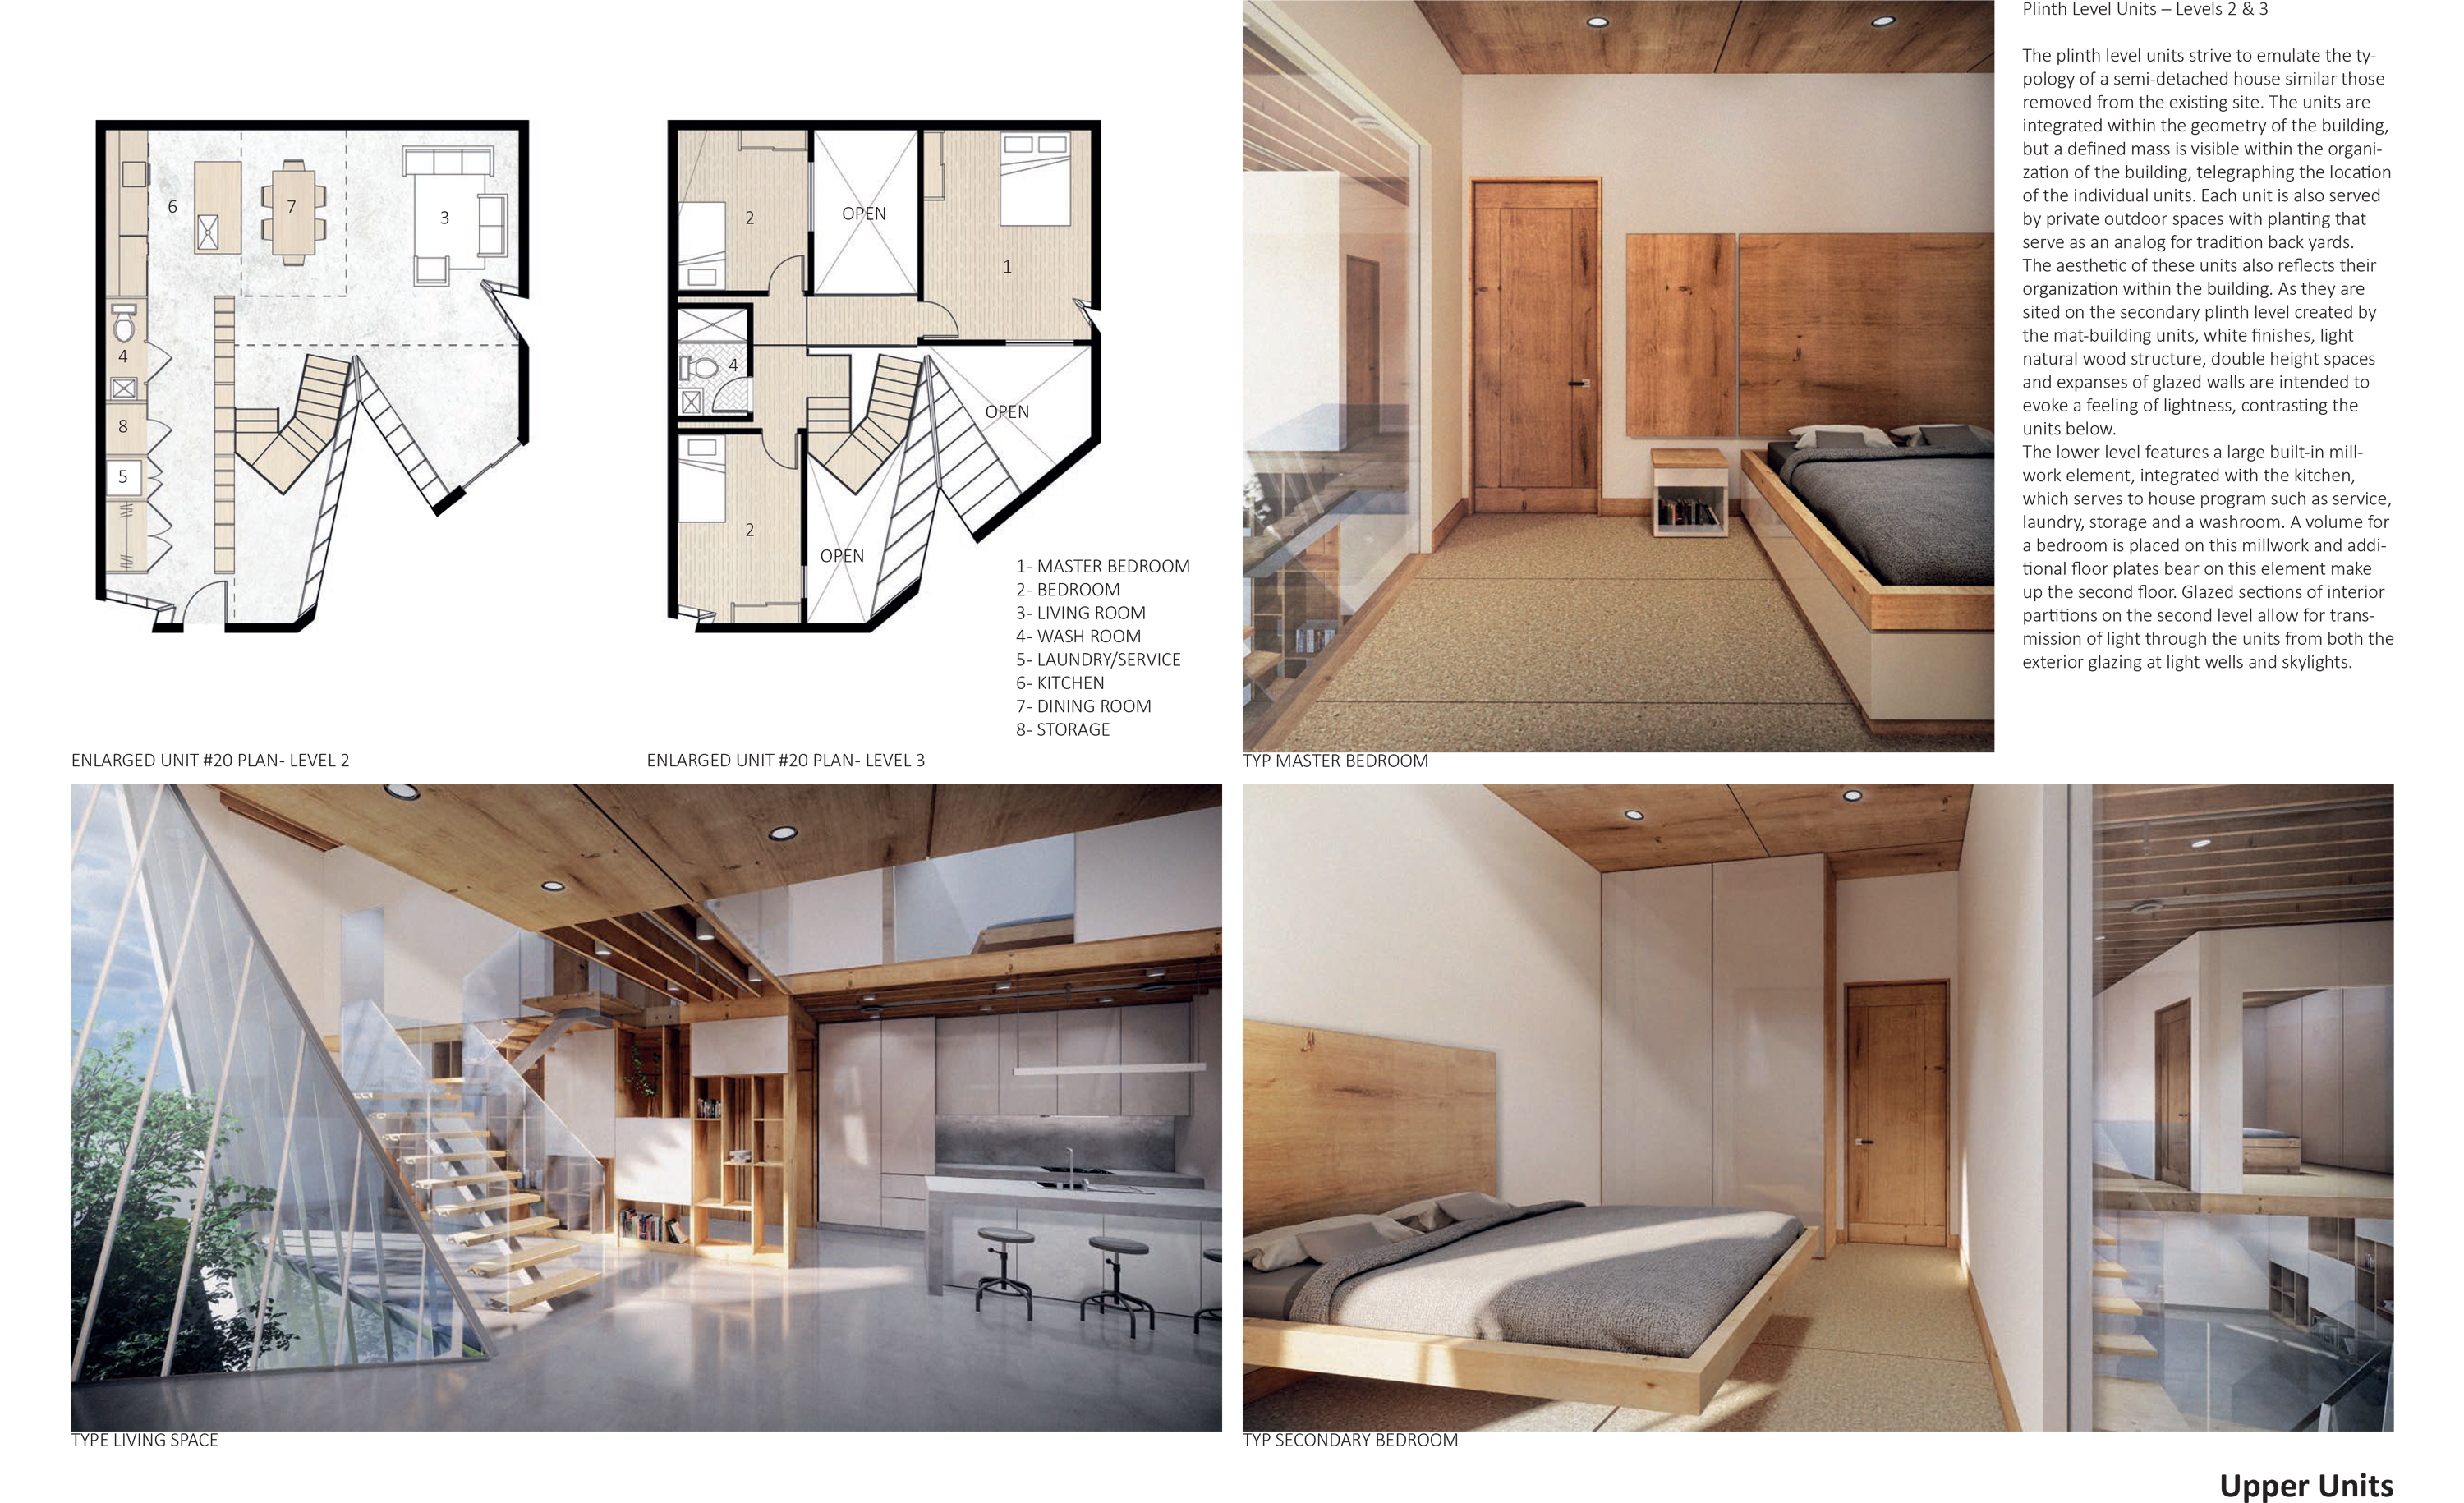 6
7
3
4
8
5
2
OPEN
1
4
OPEN
2
OPEN
1- MASTER BEDROOM
2- BEDROOM
3- LIVING ROOM
4- WASH ROOM
5- LAUNDRY/SERVICE
6- KITCHEN
7- DINING ROOM
8- STORAGE
ENLARGED UNIT #20 PLAN- LEVEL 2
ENLARGED UNIT #20 PLAN- LEVEL 3
TYP MASTER BEDROOM
Plinth Level Units – Levels 2 & 3
The plinth level units strive to emulate the ty-
pology of a semi-detached house similar those
removed from the existing site. The units are
integrated within the geometry of the building,
but a defined mass is visible within the organi-
zation of the building, telegraphing the location
of the individual units. Each unit is also served
by private outdoor spaces with planting that
serve as an analog for tradition back yards.
The aesthetic of these units also reflects their
organization within the building. As they are
sited on the secondary plinth level created by
the mat-building units, white finishes, light
natural wood structure, double height spaces
and expanses of glazed walls are intended to
evoke a feeling of lightness, contrasting the
units below.
The lower level features a large built-in mill-
work element, integrated with the kitchen,
which serves to house program such as service,
laundry, storage and a washroom. A volume for
a bedroom is placed on this millwork and addi-
tional floor plates bear on this element make
up the second floor. Glazed sections of interior
partitions on the second level allow for trans-
mission of light through the units from both the
exterior glazing at light wells and skylights.
TYPE LIVING SPACE
TYP SECONDARY BEDROOM
Upper Units